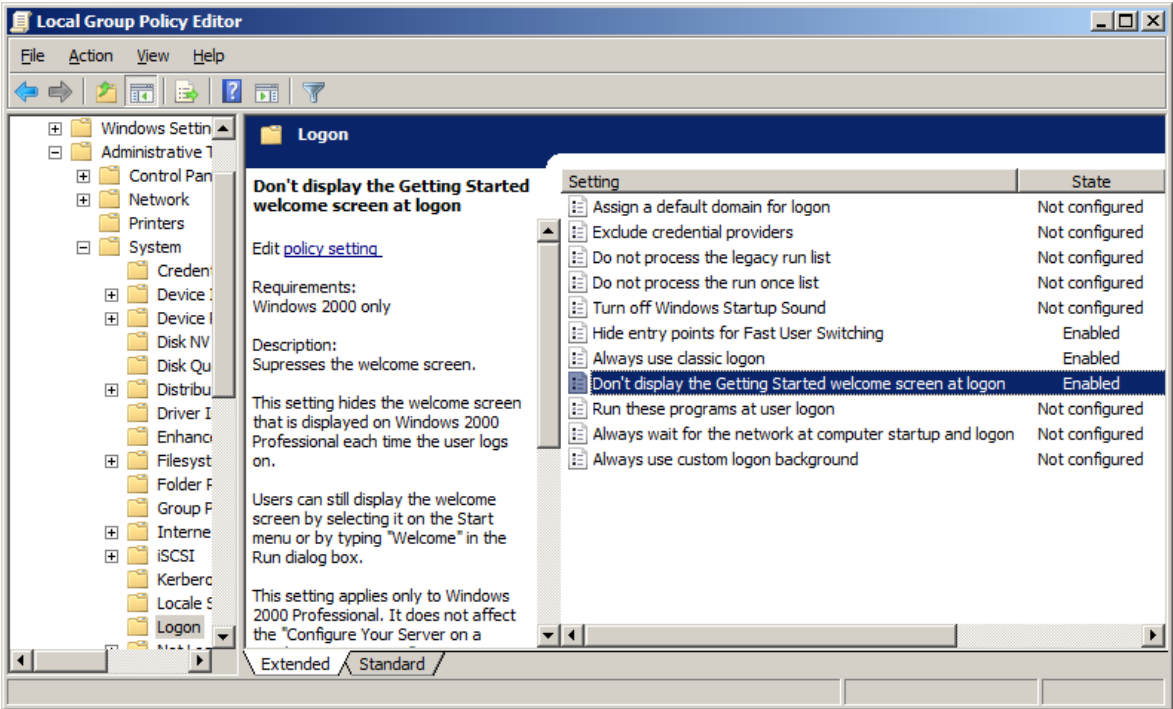 Local Group Policy Editor
File Action View Help
Windows Settin
Administrative T
Control Pan
Network
Printers
System
Creden
Device I
Device
Disk NV
Disk Qu
Distribu
Driver I
Enhanc
Filesyst
Folder
Group P
Interne
iSCSI
Kerbero
Locale S
Logon
Logon
Don't display the Getting Started
welcome screen at logon
Edit policy setting
Requirements:
Windows 2000 only
Description:
Supresses the welcome screen.
This setting hides the welcome screen
that is displayed on Windows 2000
Professional each time the user logs
on.
Users can still display the welcome
screen by selecting it on the Start
menu or by typing "Welcome" in the
Run dialog box.
This setting applies only to Windows
2000 Professional. It does not affect
the "Configure Your Server on a
Setting State
Assign a default domain for logon Not configured
Exclude credential providers Not configured
Do not process the legacy run list Not configured
Do not process the run once list Not configured
Turn off Windows Startup Sound Not configured
Hide entry points for Fast User Switching Enabled
Always use classic logon Enabled
Don't display the Getting Started welcome screen at logon Enabled
Run these programs at user logon Not configured
Always wait for the network at computer startup and logon Not configured
Always use custom logon background Not configured
Extended Standard